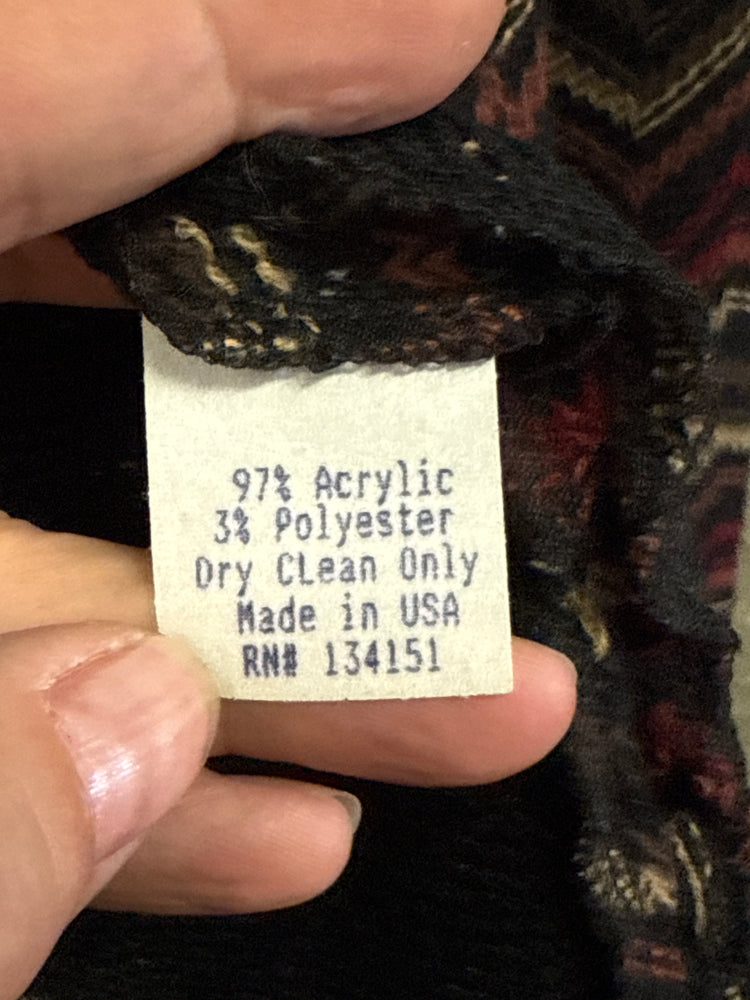 97% Acrylic
3% Polyester
Dry CLean Only
Made in USA
RN# 134151